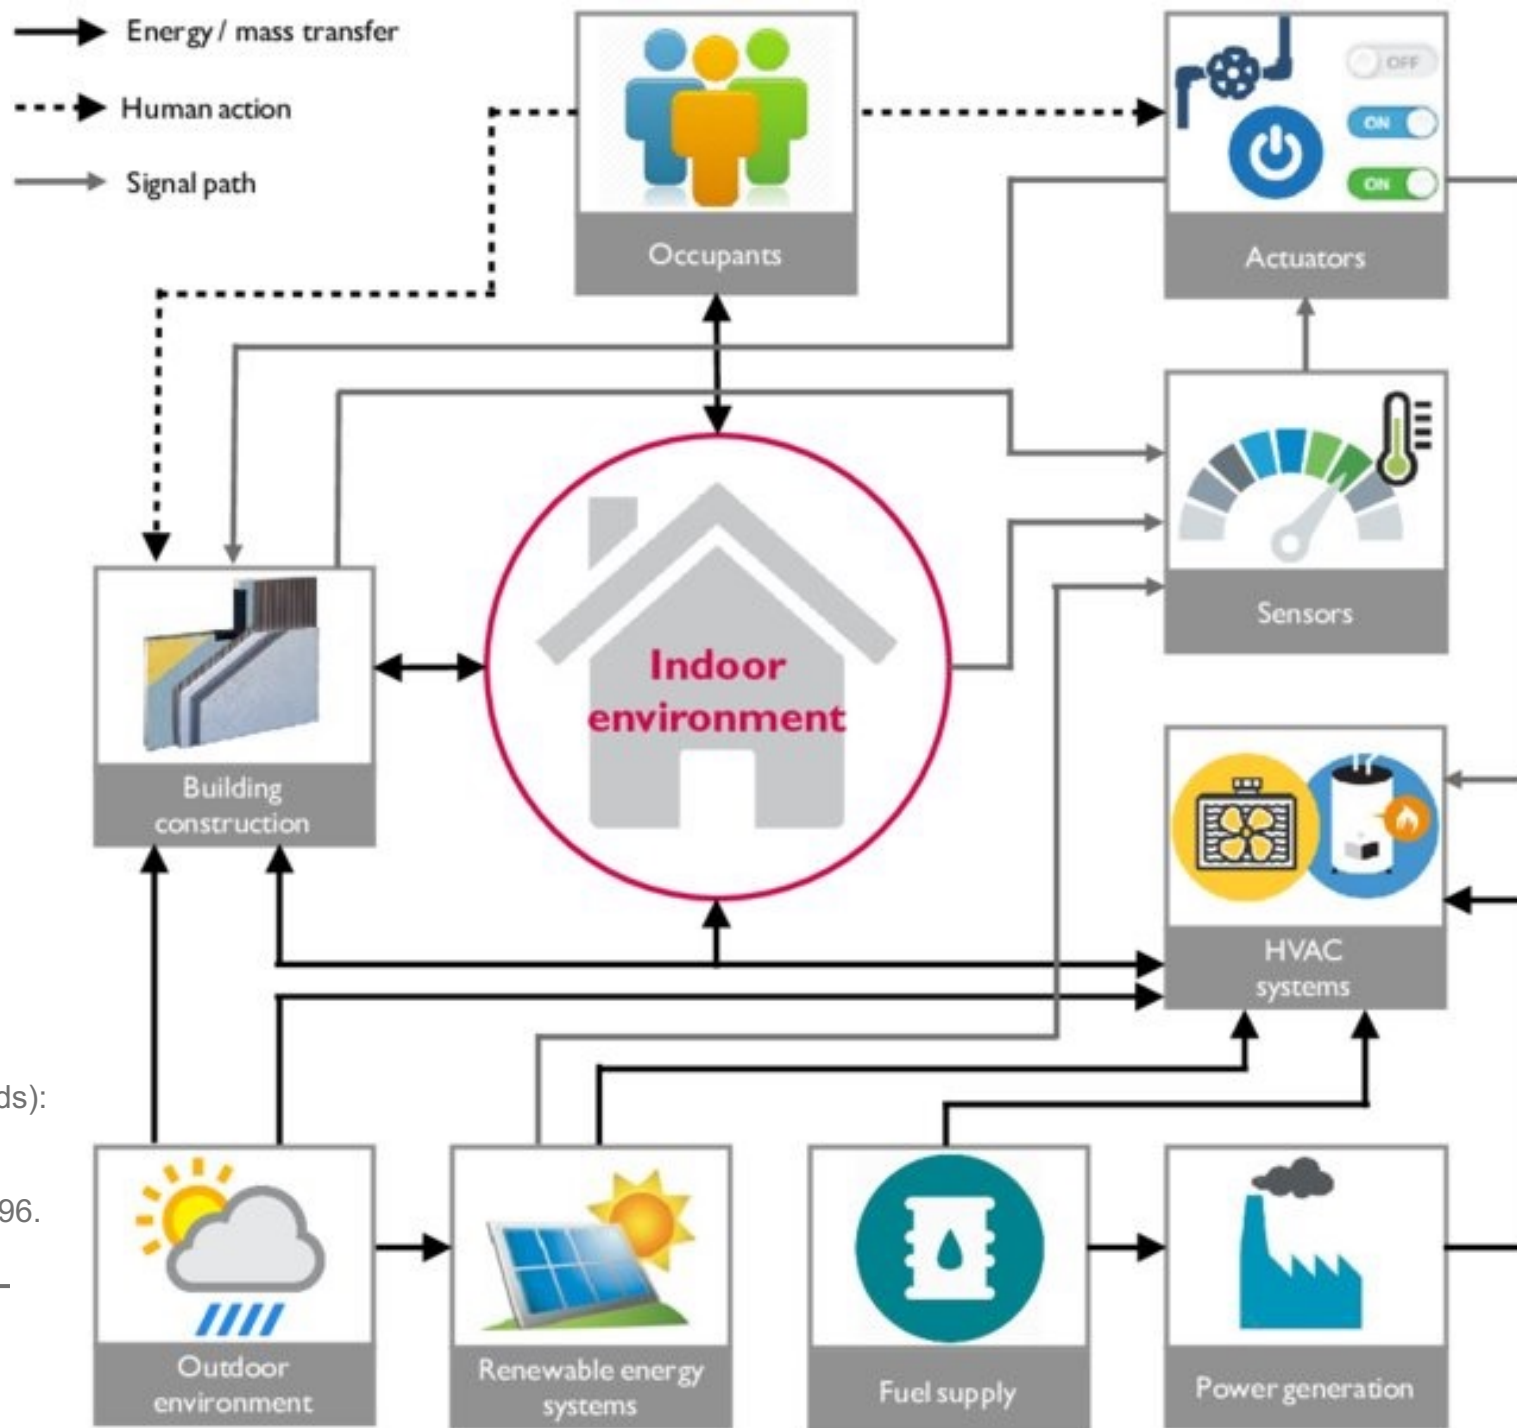 Energy / mass transfer
Human action
Signal path
OFF
ON
ON
Occupants
Actuators
Sensors
Indoor
environment
Building
construction
HVAC
systems
ds):
96.
Outdoor
environment
Renewable energy
systems
Fuel supply
Power generation